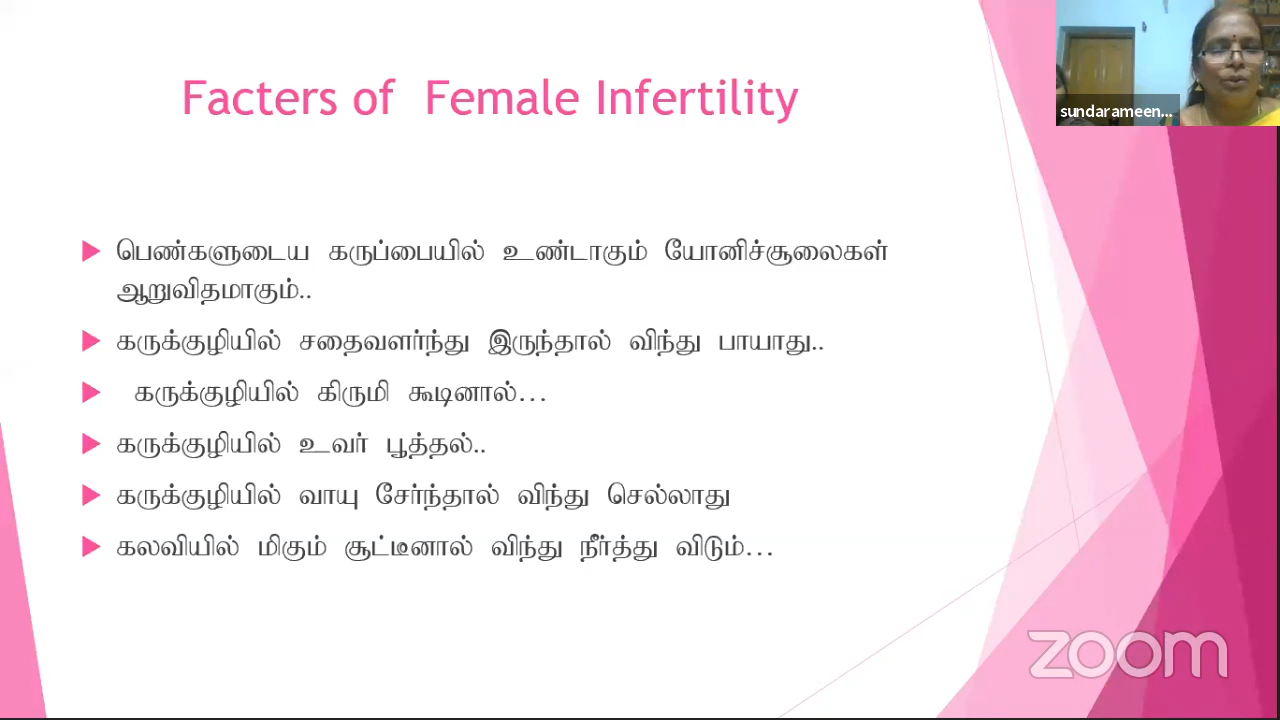 Facters of Female Infertility
sundarameen...
பெண்களுடைய கருப்பையில் உண்டாகும் யோனிச்சூலைகள்
ஆறுவிதமாகும்..
கருக்குழியில் சதைவளர்ந்து இருந்தால் விந்து பாயாது..
கருக்குழியில் கிருமி கூடினால்...
கருக்குழியில் உவர் பூத்தல்..
கருக்குழியில் வாயு சேர்ந்தால் விந்து செல்லாது
கலவியில் மிகும் சூட்டீனால் விந்து நீர்த்து விடும்...
zoom